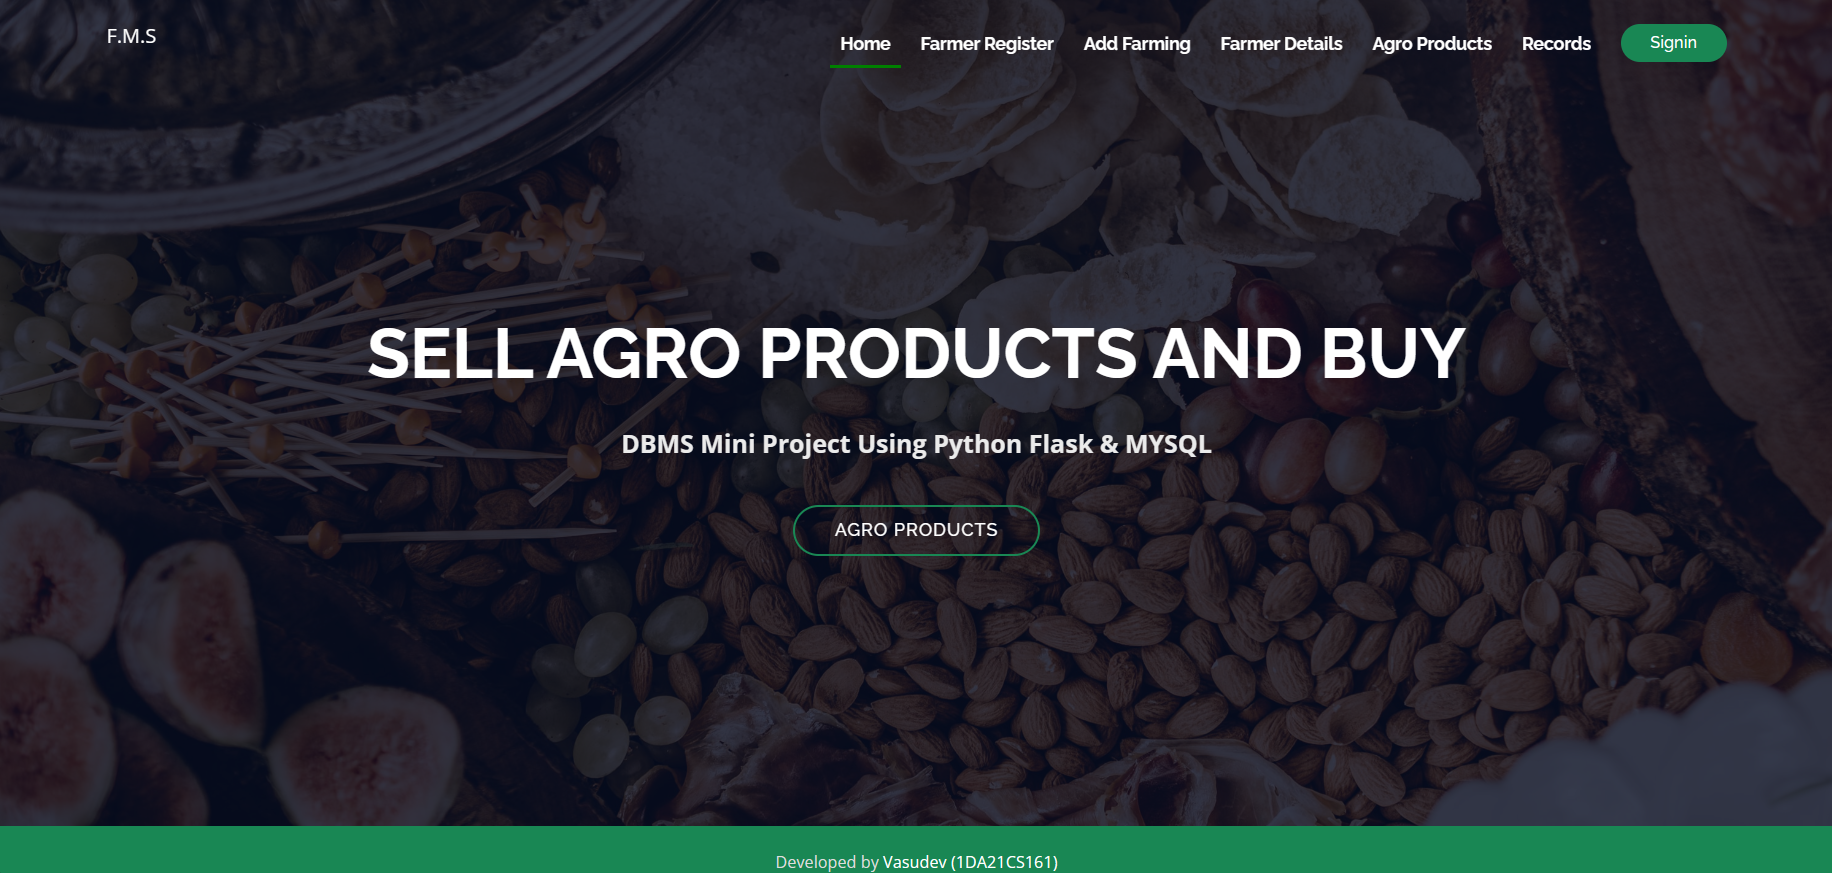 F.M.S
Home Farmer Register Add Farming Farmer Details Agro Products Records Signin
SELL AGRO PRODUCTS AND BUY
DBMS Mini Project Using Python Flask & MYSQL
AGRO PRODUCTS
Developed by Vasudev (1DA21CS161)